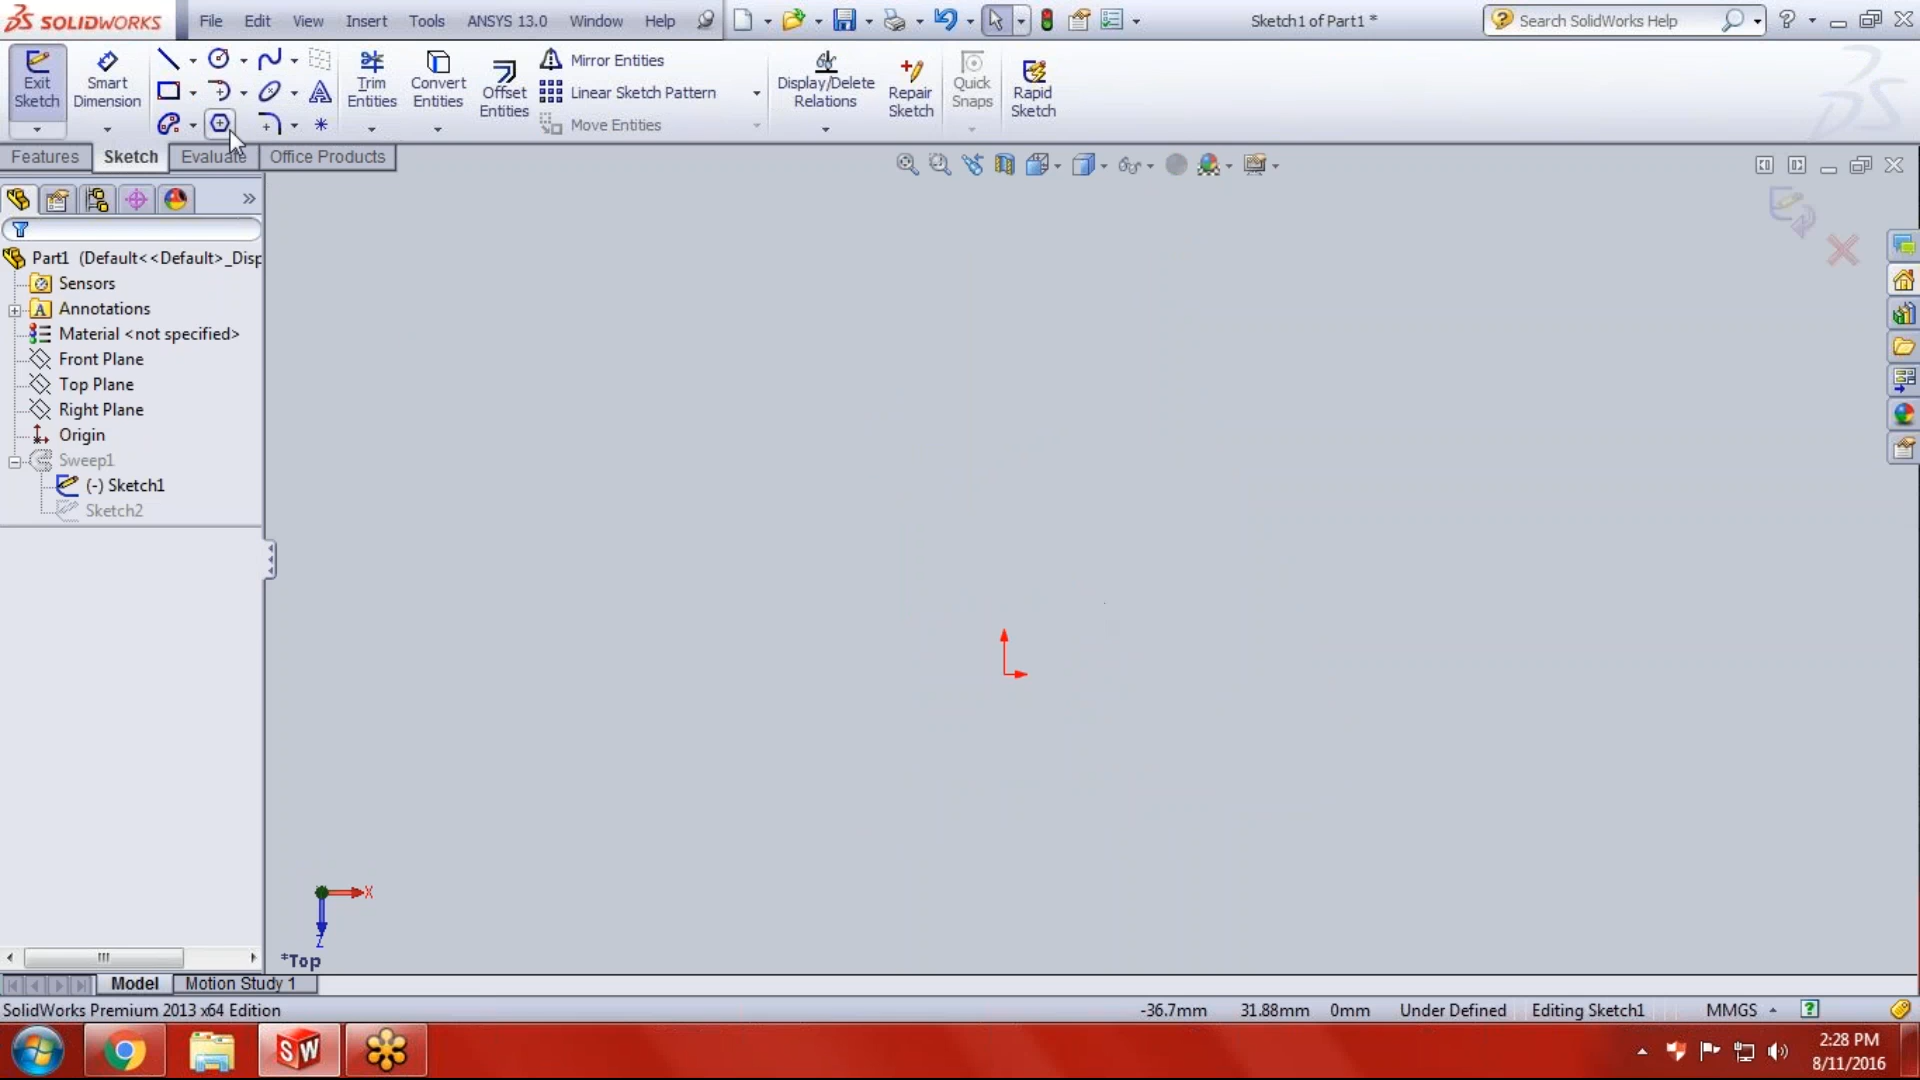 SOLIDWORKS File Edit View Insert Tools ANSYS 13.0 Window Help Sketch1 of Part1 * Search SolidWorks Help
Exit Sketch
Smart Dimension
Trim Entities
Convert Entities
Offset Entities
Mirror Entities
Linear Sketch Pattern
Move Entities
Display/Delete Relations
Repair Sketch
Quick Snaps
Rapid Sketch
Features Sketch Evaluate Office Products
Part1 (Default<<Default>_Disp
Sensors
Annotations
Material <not specified>
Front Plane
Top Plane
Right Plane
Origin
Sweep1
(-) Sketch1
Sketch2
X
Z
*Top
Model Motion Study 1
SolidWorks Premium 2013 x64 Edition -36.7mm 31.88mm 0mm Under Defined Editing Sketch1 MMGS
SW
2:28 PM
8/11/2016